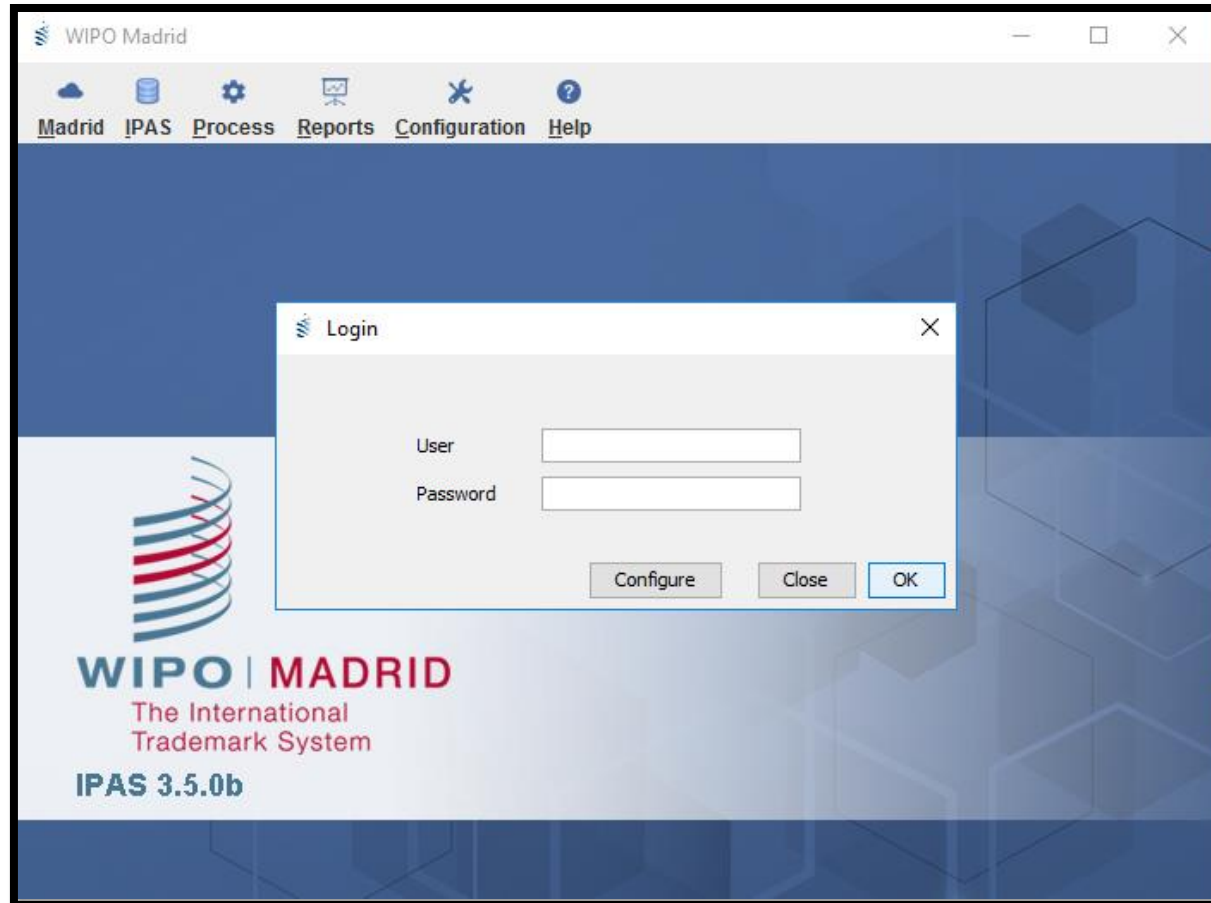 WIPO Madrid
Madrid IPAS Process Reports Configuration Help
Login
User
Password
Configure Close OK
WIPO | MADRID
The International
Trademark System
IPAS 3.5.0b